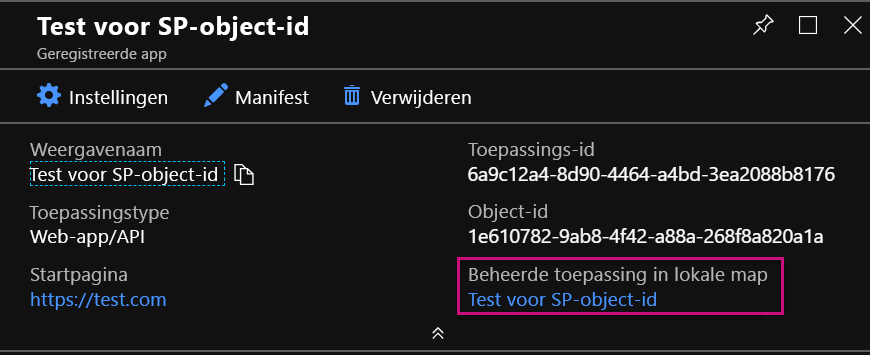 Test voor SP-object-id
Geregistreerde app
Instellingen
Manifest
Verwijderen
Weergavenaam
Test voor SP-object-id
Toepassingstype
Web-app/API
Startpagina
https://test.com
Toepassings-id
6a9c12a4-8d90-4464-a4bd-3ea2088b8176
Object-id
1e610782-9ab8-4f42-a88a-268f8a820a1a
Beheerde toepassing in lokale map
Test voor SP-object-id